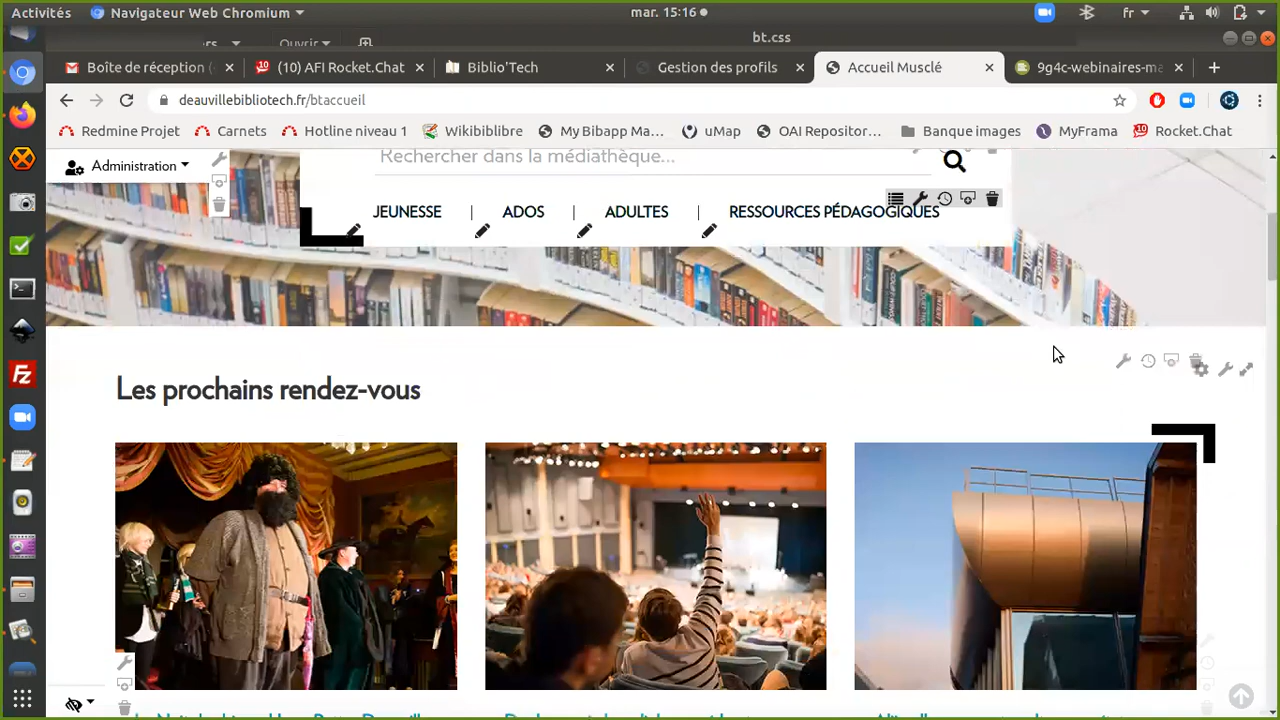 Activités
Navigateur Web Chromium
mar. 15:16
fr
Ouvrir
bt.css
Boîte de réception (
(10) AFI Rocket.Chat
Biblio'Tech
Gestion des profils
Accueil Musclé
9g4c-webinaires-ma
deauvillebibliotech.fr/btaccueil
Redmine Projet
Carnets
Hotline niveau 1
Wikibiblibre
My Bibapp Ma...
uMap
OAI Repositor...
Banque images
MyFrama
Rocket.Chat
Administration
Rechercher dans la médiathèque...
JEUNESSE | ADOS | ADULTES | RESSOURCES PÉDAGOGIQUES
Les prochains rendez-vous